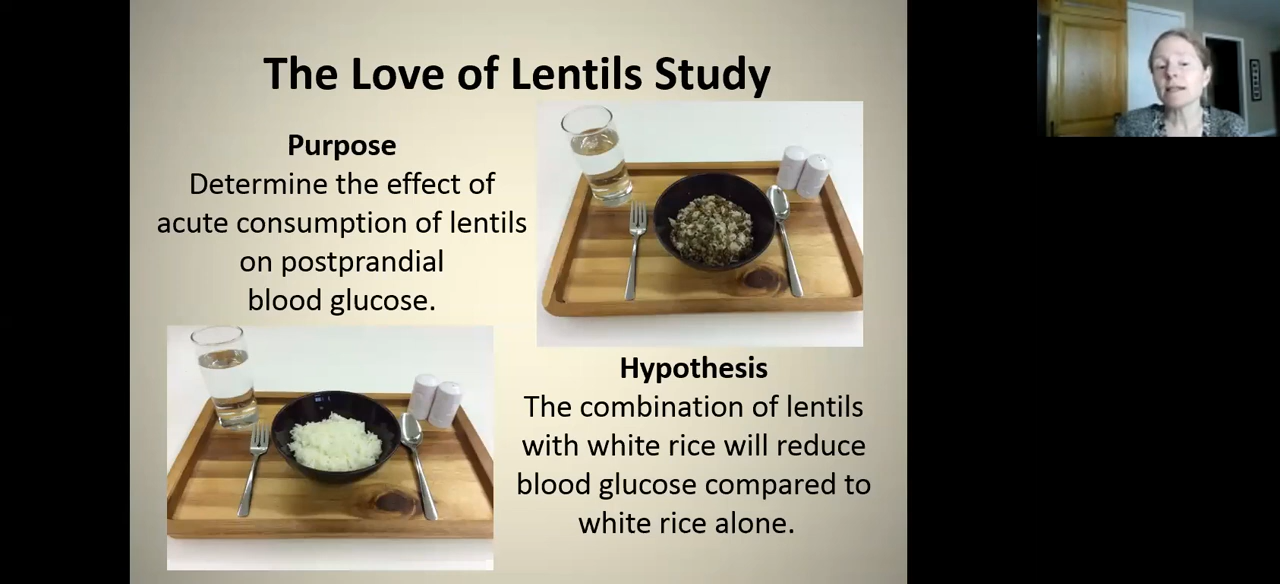 The Love of Lentils Study
Purpose
Determine the effect of
acute consumption of lentils
on postprandial
blood glucose.
Hypothesis
The combination of lentils
with white rice will reduce
blood glucose compared to
white rice alone.